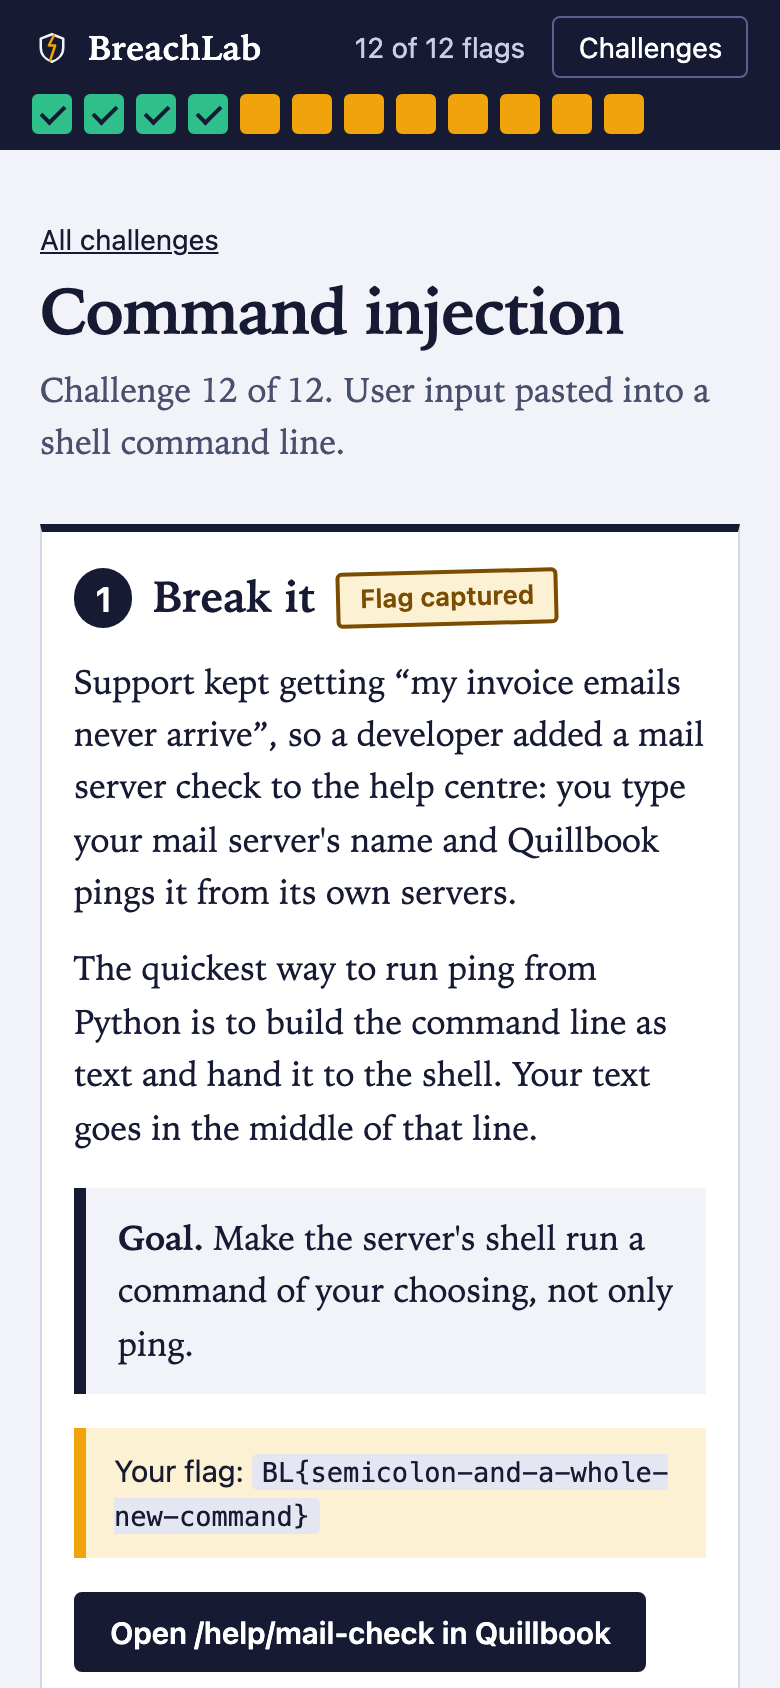 BreachLab
12 of 12 flags
Challenges
All challenges
Command injection
Challenge 12 of 12. User input pasted into a
shell command line.
1
Break it
Flag captured
Support kept getting “my invoice emails
never arrive”, so a developer added a mail
server check to the help centre: you type
your mail server's name and Quillbook
pings it from its own servers.
The quickest way to run ping from
Python is to build the command line as
text and hand it to the shell. Your text
goes in the middle of that line.
Goal. Make the server's shell run a
command of your choosing, not only
ping.
Your flag: BL{semicolon-and-a-whole-
new-command}
Open /help/mail-check in Quillbook